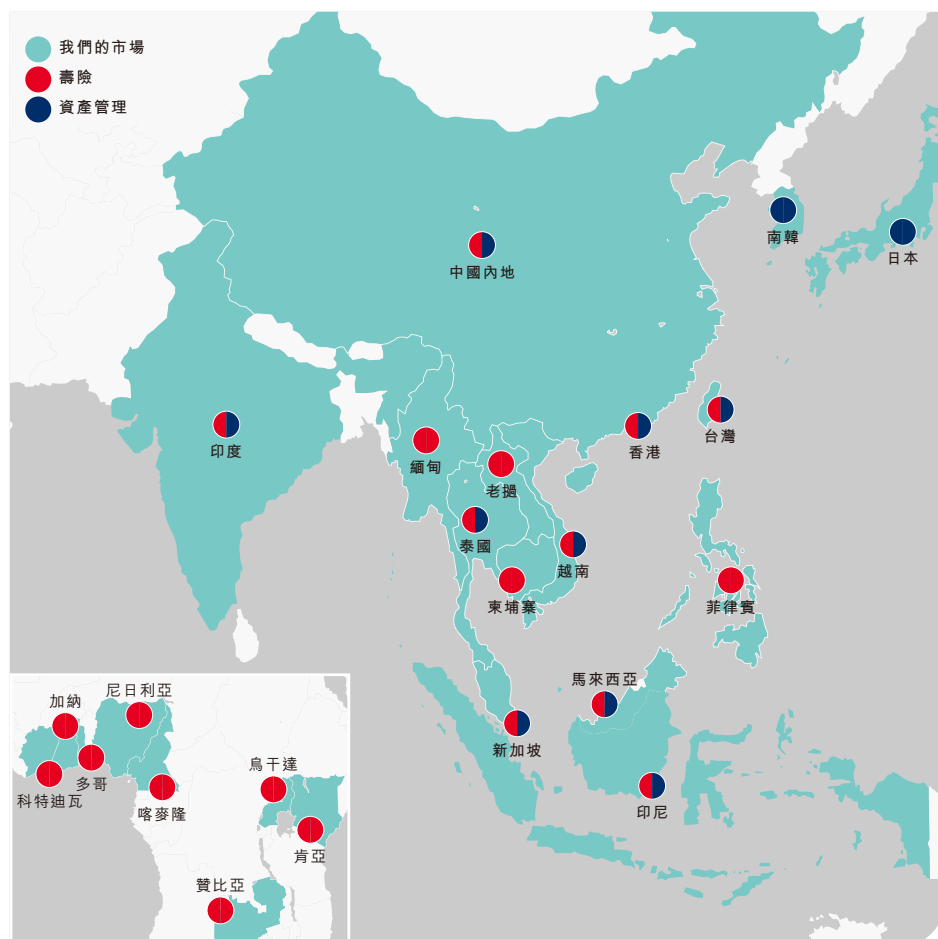 我們的市場
壽險
資產管理
南韓
日本
中國內地
台灣
印度
香港
緬甸
老撾
泰國
越南
柬埔寨
菲律賓
馬來西亞
新加坡
印尼
尼日利亞
加納
多哥
科特迪瓦
喀麥隆
烏干達
肯亞
贊比亞